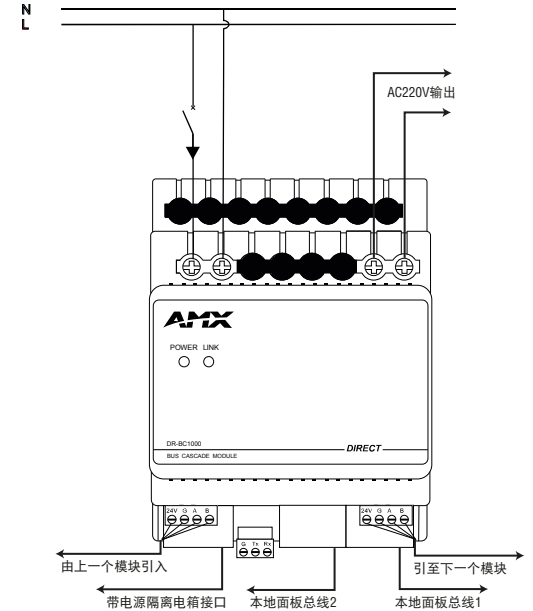 N
L
AC220V输出
AMX
POWER LINK
DR-BC1000
BUS CASCADE MODULE
DIRECT
24V G A B
24V G A B
G Tx Rx
由上一个模块引入
引至下一个模块
带电源隔离电箱接口
本地面板总线2
本地面板总线1